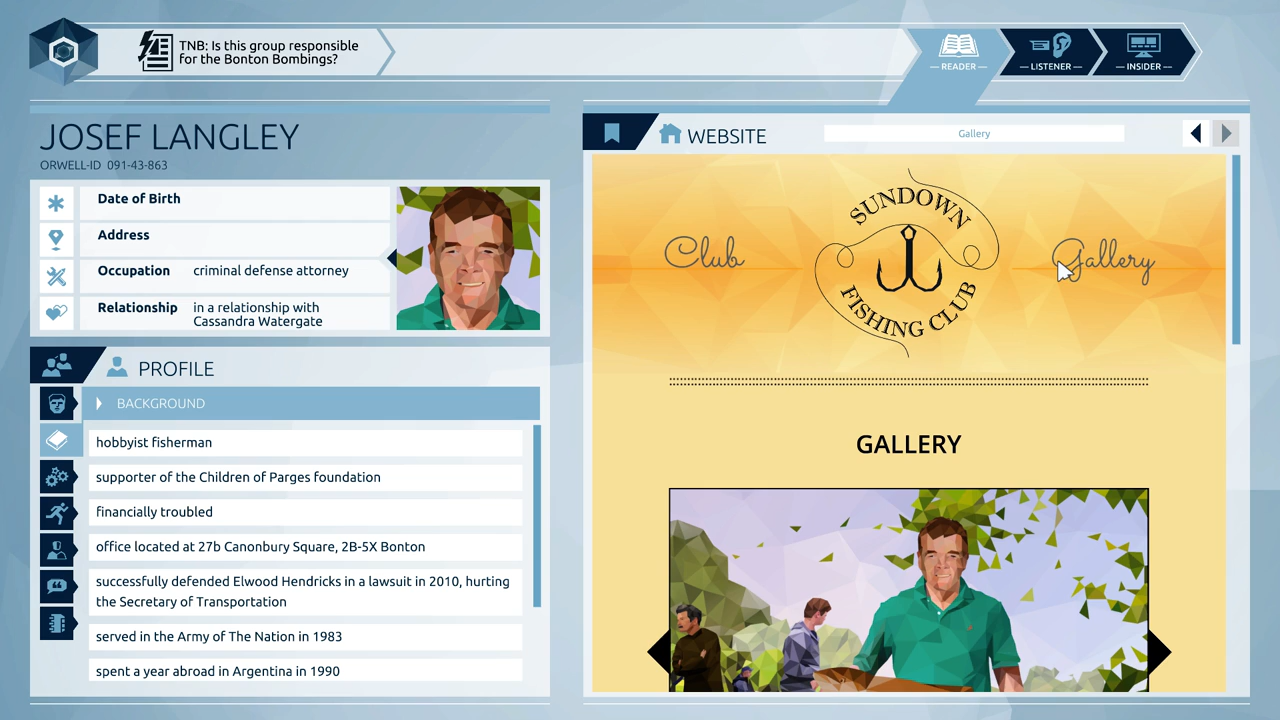 TNB: Is this group responsible
for the Bonton Bombings?
READER
LISTENER
INSIDER
JOSEF LANGLEY
ORWELL-ID 091-43-863
Date of Birth
Address
Occupation criminal defense attorney
Relationship in a relationship with
Cassandra Watergate
PROFILE
BACKGROUND
hobbyist fisherman
supporter of the Children of Parges foundation
financially troubled
office located at 27b Canonbury Square, 2B-5X Bonton
successfully defended Elwood Hendricks in a lawsuit in 2010, hurting
the Secretary of Transportation
served in the Army of The Nation in 1983
spent a year abroad in Argentina in 1990
WEBSITE
Gallery
Club
SUNDOWN
FISHING CLUB
Gallery
GALLERY